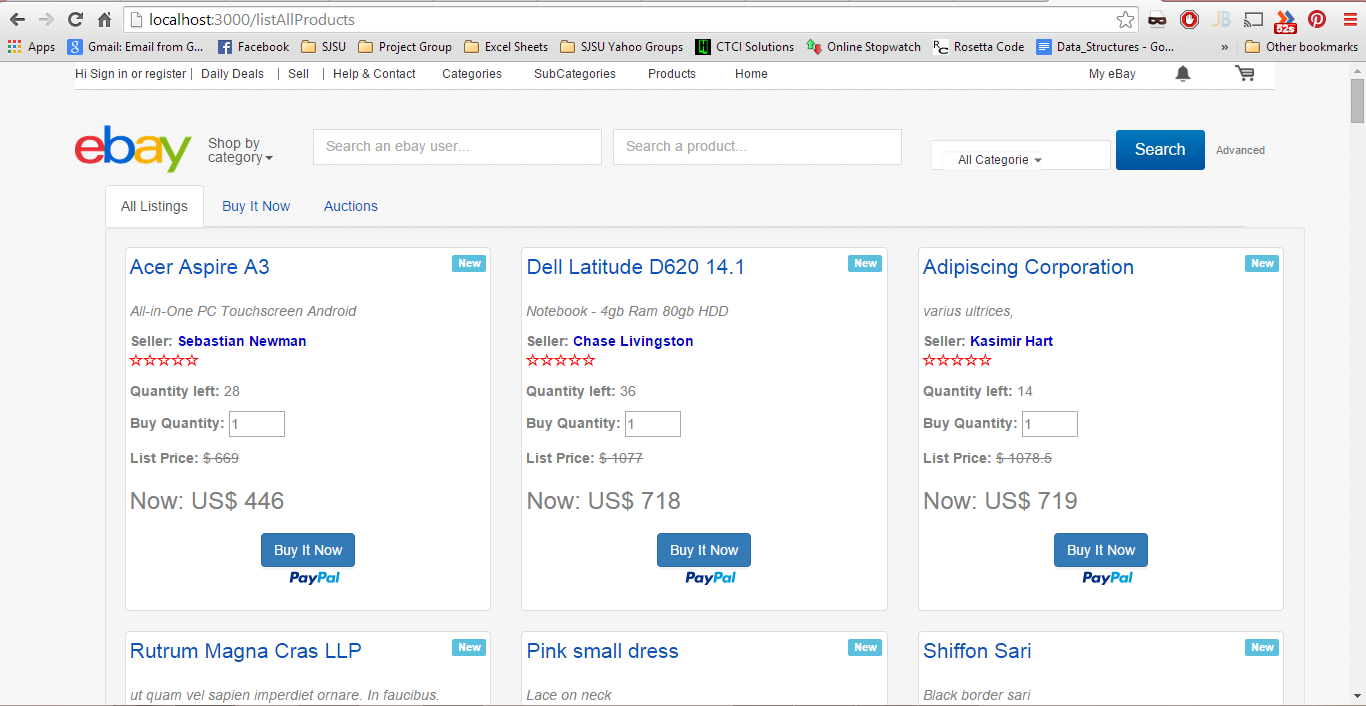 localhost:3000/listAllProducts
JB
52s
Apps Gmail: Email from G... Facebook SJSU Project Group Excel Sheets SJSU Yahoo Groups CTCI Solutions Online Stopwatch Rosetta Code Data_Structures - Go... » Other bookmarks
Hi Sign in or register | Daily Deals | Sell | Help & Contact Categories SubCategories Products Home My eBay
ebay
Shop by
category
Search an ebay user...
Search a product...
All Categorie
Search
Advanced
All Listings Buy It Now Auctions
Acer Aspire A3 New
All-in-One PC Touchscreen Android
Seller: Sebastian Newman
Quantity left: 28
Buy Quantity: 1
List Price: $ 669
Now: US$ 446
Buy It Now
PayPal
Dell Latitude D620 14.1 New
Notebook - 4gb Ram 80gb HDD
Seller: Chase Livingston
Quantity left: 36
Buy Quantity: 1
List Price: $ 1077
Now: US$ 718
Buy It Now
PayPal
Adipiscing Corporation New
varius ultrices,
Seller: Kasimir Hart
Quantity left: 14
Buy Quantity: 1
List Price: $ 1078.5
Now: US$ 719
Buy It Now
PayPal
Rutrum Magna Cras LLP New
ut quam vel sapien imperdiet ornare. In faucibus.
Pink small dress New
Lace on neck
Shiffon Sari New
Black border sari